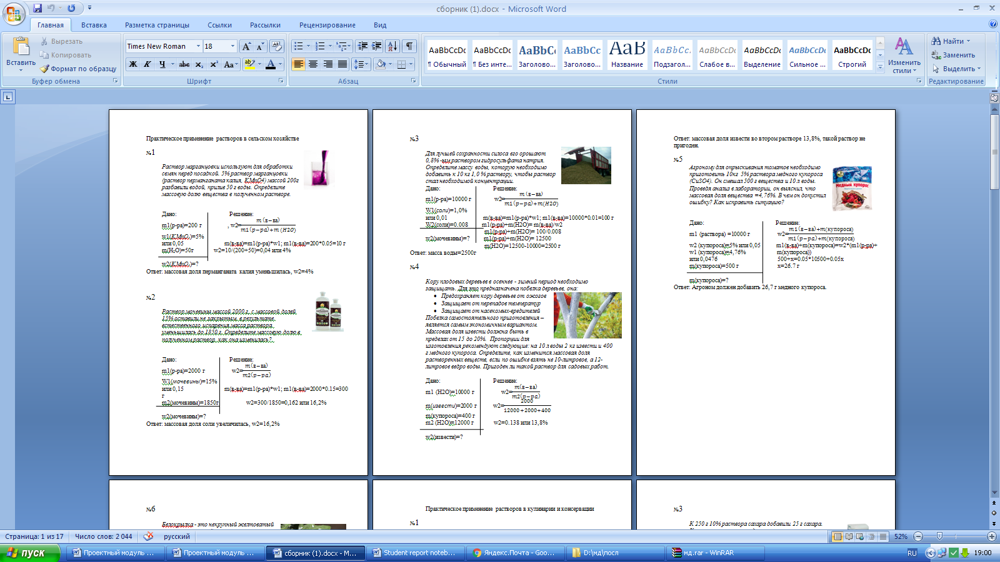 сборник (1).docx - Microsoft Word
Главная Вставка Разметка страницы Ссылки Рассылки Рецензирование Вид
Вставить
Вырезать
Копировать
Формат по образцу
Буфер обмена
Times New Roman 18
Ж К Ч abc x₂ x² Aa
Шрифт
Абзац
AaBbCcDc AaBbCcDc AaBbC AaBbCc АаВ AaBbCc. AaBbCcDc AaBbCcDc AaBbCcDc AaBbCcDc
¶ Обычный ¶ Без инте... Заголово... Заголово... Название Подзагол... Слабое в... Выделение Сильное ... Строгий
Стили
Изменить
стили
Найти
Заменить
Выделить
Редактирование
Практическое применение растворов в сельском хозяйстве
№1
Раствор марганцовки используют для обработки
семян перед посадкой. 5% раствор марганцовки
(раствор перманганата калия, KMnO4) массой 200г
разбавили водой, прилив 50 г воды. Определите
массовую долю вещества в полученном растворе.
Дано: Решение:
m1(р-ра)=200 г , w2= m(в-ва) / m1(р-ра)+m(H2O)
w1(KMnO₄)=5%
или 0,05 m(в-ва)=m1(р-ра)*w1; m1(в-ва)=200*0.05=10 г
m(H₂O)=50г w2=10/(200+50)=0,04 или 4%
w2(KMnO₄)=?
Ответ: массовая доля перманганата калия уменьшилась, w2=4%
№2
Раствор мочевины массой 2000 г, с массовой долей
15% оставили не закрытым, в результате
естественного испарения масса раствора
уменьшилась до 1850 г. Определите массовую долю в
полученном раствор, как она изменилась?.
Дано: Решение:
m1(р-ра)=2000 г w2= m(в-ва) / m2(р-ра)
W1(мочевины)=15%
или 0,15 m(в-ва)=m1(р-ра)*w1; m1(в-ва)=2000*0.15=300
г
m2(мочевины)=1850г w2=300/1850=0,162 или 16,2%
w2(мочевины)=?
Ответ: массовая доля соли увеличилась, w2=16,2%
№3
Для лучшей сохранности силоса его орошают
0,8% -ым раствором гидросульфата натрия.
Определите массу воды, которую необходимо
добавить к 10 кг 1,0 % раствору, чтобы раствор
стал необходимой концентрации.
Дано: Решение:
m1(р-ра)=10000 г w2= m(в-ва) / m1(р-ра)+m(H2O)
W1(соли)=1,0%
или 0,01 m(в-ва)=m1(р-ра)*w1; m1(в-ва)=10000*0.01=100 г
W2(соли)=0.008 m1(р-ра)+m(H2O)= m(в-ва)/w2
m1(р-ра)+m(H2O)= 100/0.008
w2(мочевины)=? m1(р-ра)+m(H2O)= 12500
m(H2O)=12500-10000=2500 г
Ответ: масса воды=2500г
№4
Кору плодовых деревьев в осеннее - зимний период необходимо
защищать. Для это предназначена побелка деревьев, она:
• Предохраняет кору деревьев от ожогов
• Защищает от перепадов температур
• Защищает от насекомых-вредителей
Побелка самостоятельного приготовления –
является самым экономичным вариантом.
Массовая доля извести должна быть в
пределах от 15 до 20%. Пропорции для
изготовления рекомендуют следующие: на 10 л воды 2 кг извести и 400
г медного купороса. Определите, как изменится массовая доля
растворенных веществ, если по ошибке взять не 10-литровое, а 12-
литровое ведро воды. Пригоден ли такой раствор для садовых работ.
Дано: Решение:
m1 (H2O)=10000 г w2= m(в-ва) / m2(р-ра)
m(извести)=2000 г w2= 2000 / 12000+2000+400
m(купороса)=400 г
m2 (H2O)=12000 г w2=0.138 или 13,8%
w2(извести)=?
Ответ: массовая доля извести во втором растворе 13,8%, такой раствор не
пригоден.
№5
Агроному для опрыскивания томатов необходимо
приготовить 10кг 5% раствора медного купороса
(CuSO4). Он смешал 500 г вещества и 10 л воды.
Проведя анализ в лаборатории, он выяснил, что
массовая доля вещества =4,76%. В чем он допустил
ошибку? Как исправить ситуацию?
Медный купорос
Дано: Решение:
m1 (раствора) =10000 г w2= m1(в-ва)+m(купороса) / m1(р-ра)+m(купороса)
w2 (купороса)=5% или 0,05 m1(в-ва)+m(купороса)=w2*(m1(р-ра)+
w1 (купороса)=4,76% m(купороса))
или 0,0476 500+x=0.05*10500+0.05x
m(купороса)=500 г x=26.7 г
m(купороса)=?
Ответ: Агроном должен добавить 26,7 г медного купороса.
№6
Белокрылка - это некрупный желтоватый
Практическое применение растворов в кулинарии и консервации
№1
№3
К 250 г 10% раствора сахара добавили 25 г сахара.
Страница: 1 из 17 Число слов: 2 044 русский 52%
пуск Проектный модуль ... Проектный модуль ... сборник (1).docx - М... Student report noteb... Яндекс.Почта - Goo... D:\мд\посл мд.rar - WinRAR RU 19:00